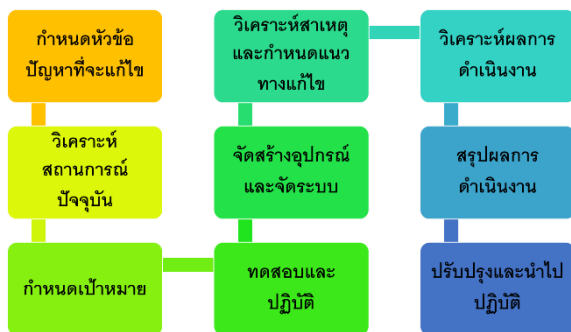 กำหนดหัวข้อ
ปัญหาที่จะแก้ไข
วิเคราะห์
สถานการณ์
ปัจจุบัน
กำหนดเป้าหมาย
ทดสอบและ
ปฏิบัติ
จัดสร้างอุปกรณ์
และจัดระบบ
วิเคราะห์สาเหตุ
และกำหนดแนว
ทางแก้ไข
วิเคราะห์ผลการ
ดำเนินงาน
สรุปผลการ
ดำเนินงาน
ปรับปรุงและนำไป
ปฏิบัติ